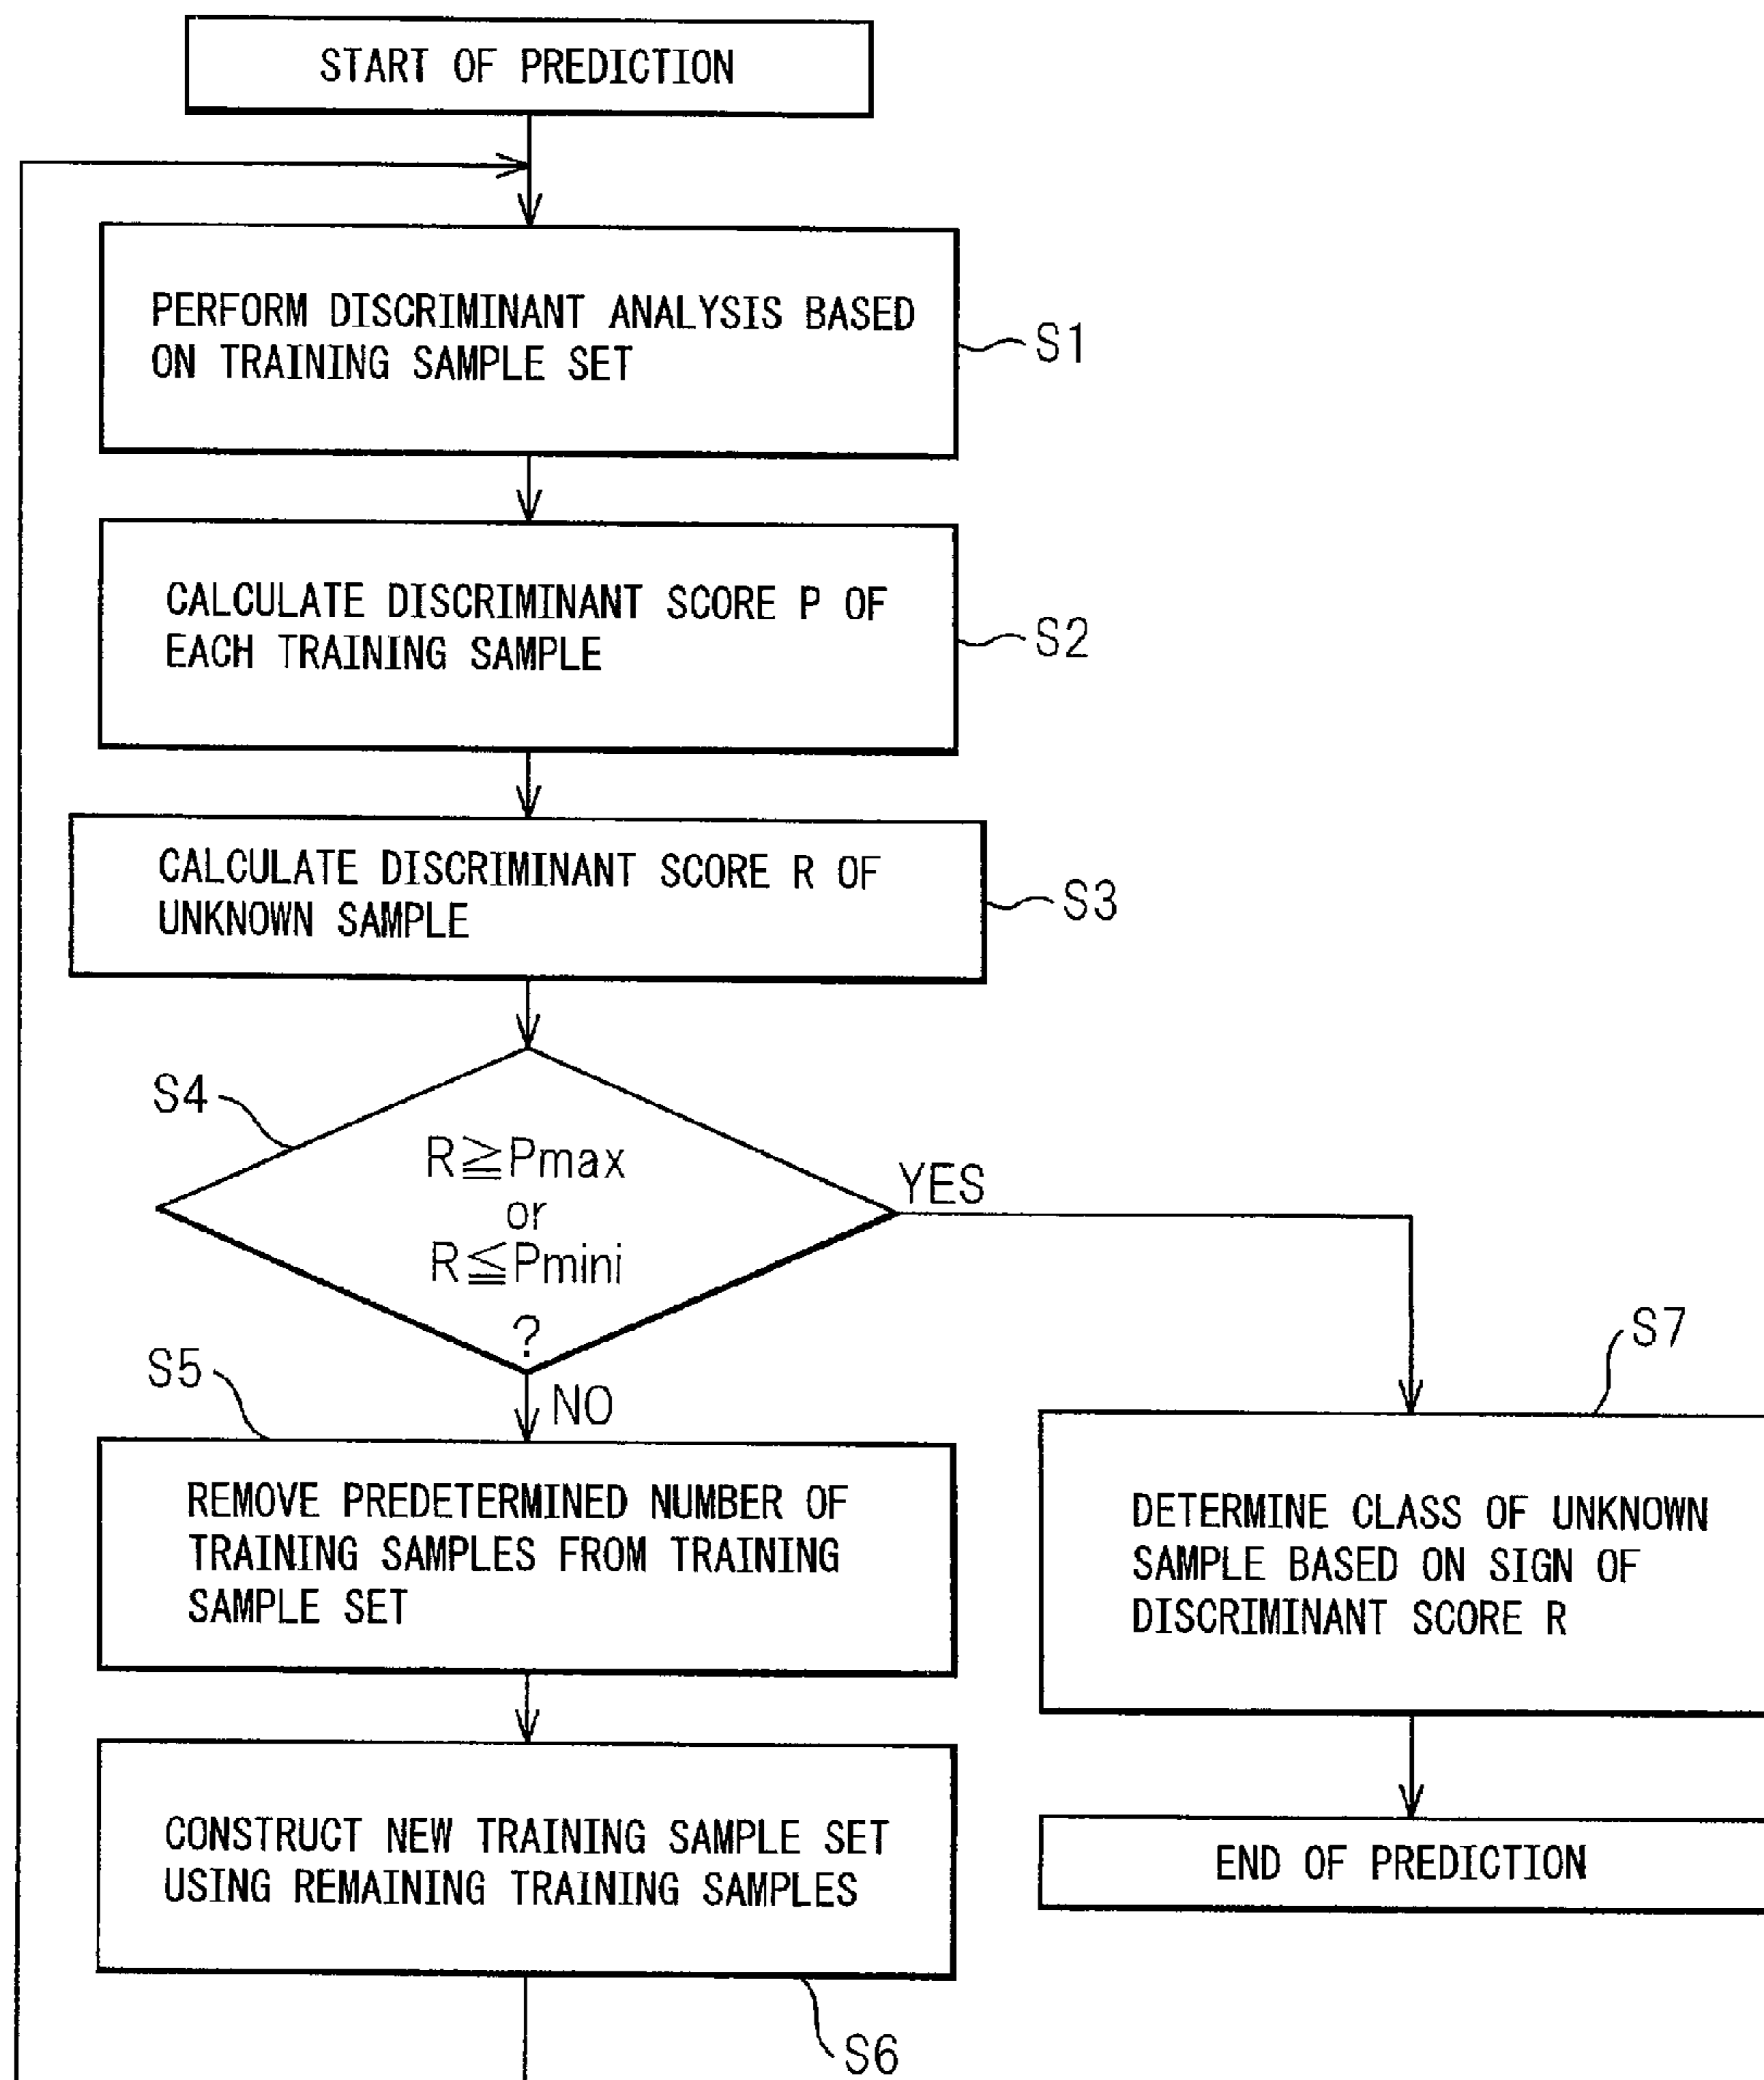 START OF PREDICTION
PERFORM DISCRIMINANT ANALYSIS BASED
ON TRAINING SAMPLE SET
S1
CALCULATE DISCRIMINANT SCORE P OF
EACH TRAINING SAMPLE
S2
CALCULATE DISCRIMINANT SCORE R OF
UNKNOWN SAMPLE
S3
S4
R≧Pmax
or
R≦Pmini
?
YES
NO
S5
REMOVE PREDETERMINED NUMBER OF
TRAINING SAMPLES FROM TRAINING
SAMPLE SET
S7
DETERMINE CLASS OF UNKNOWN
SAMPLE BASED ON SIGN OF
DISCRIMINANT SCORE R
CONSTRUCT NEW TRAINING SAMPLE SET
USING REMAINING TRAINING SAMPLES
S6
END OF PREDICTION